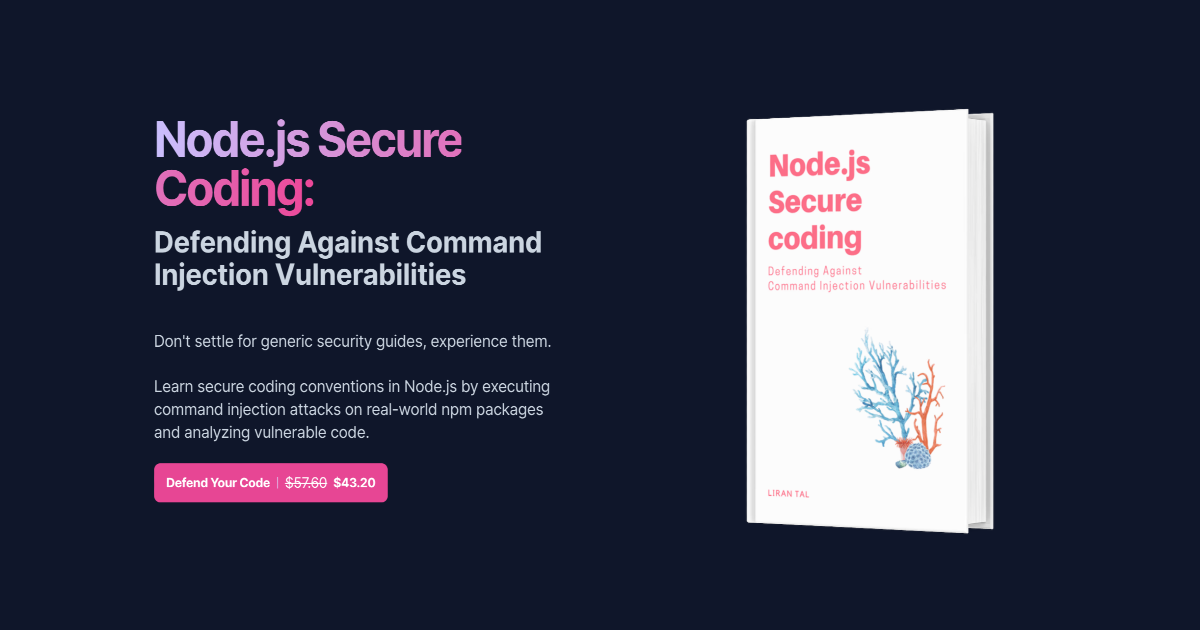 Node.js Secure
Coding:
Defending Against Command
Injection Vulnerabilities
Don't settle for generic security guides, experience them.
Learn secure coding conventions in Node.js by executing
command injection attacks on real-world npm packages
and analyzing vulnerable code.
Defend Your Code | $57.60 $43.20
Node.js
Secure
coding
Defending Against
Command Injection Vulnerabilities
LIRAN TAL